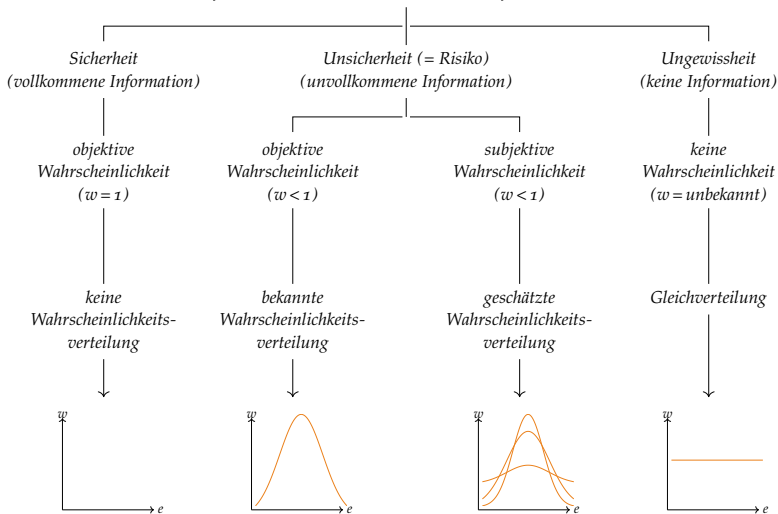 Sicherheit
(vollkommene Information)
Unsicherheit (= Risiko)
(unvollkommene Information)
Ungewissheit
(keine Information)
objektive
Wahrscheinlichkeit
(w = 1)
objektive
Wahrscheinlichkeit
(w < 1)
subjektive
Wahrscheinlichkeit
(w < 1)
keine
Wahrscheinlichkeit
(w = unbekannt)
keine
Wahrscheinlichkeits-
verteilung
bekannte
Wahrscheinlichkeits-
verteilung
geschätzte
Wahrscheinlichkeits-
verteilung
Gleichverteilung
w
e
w
e
w
e
w
e